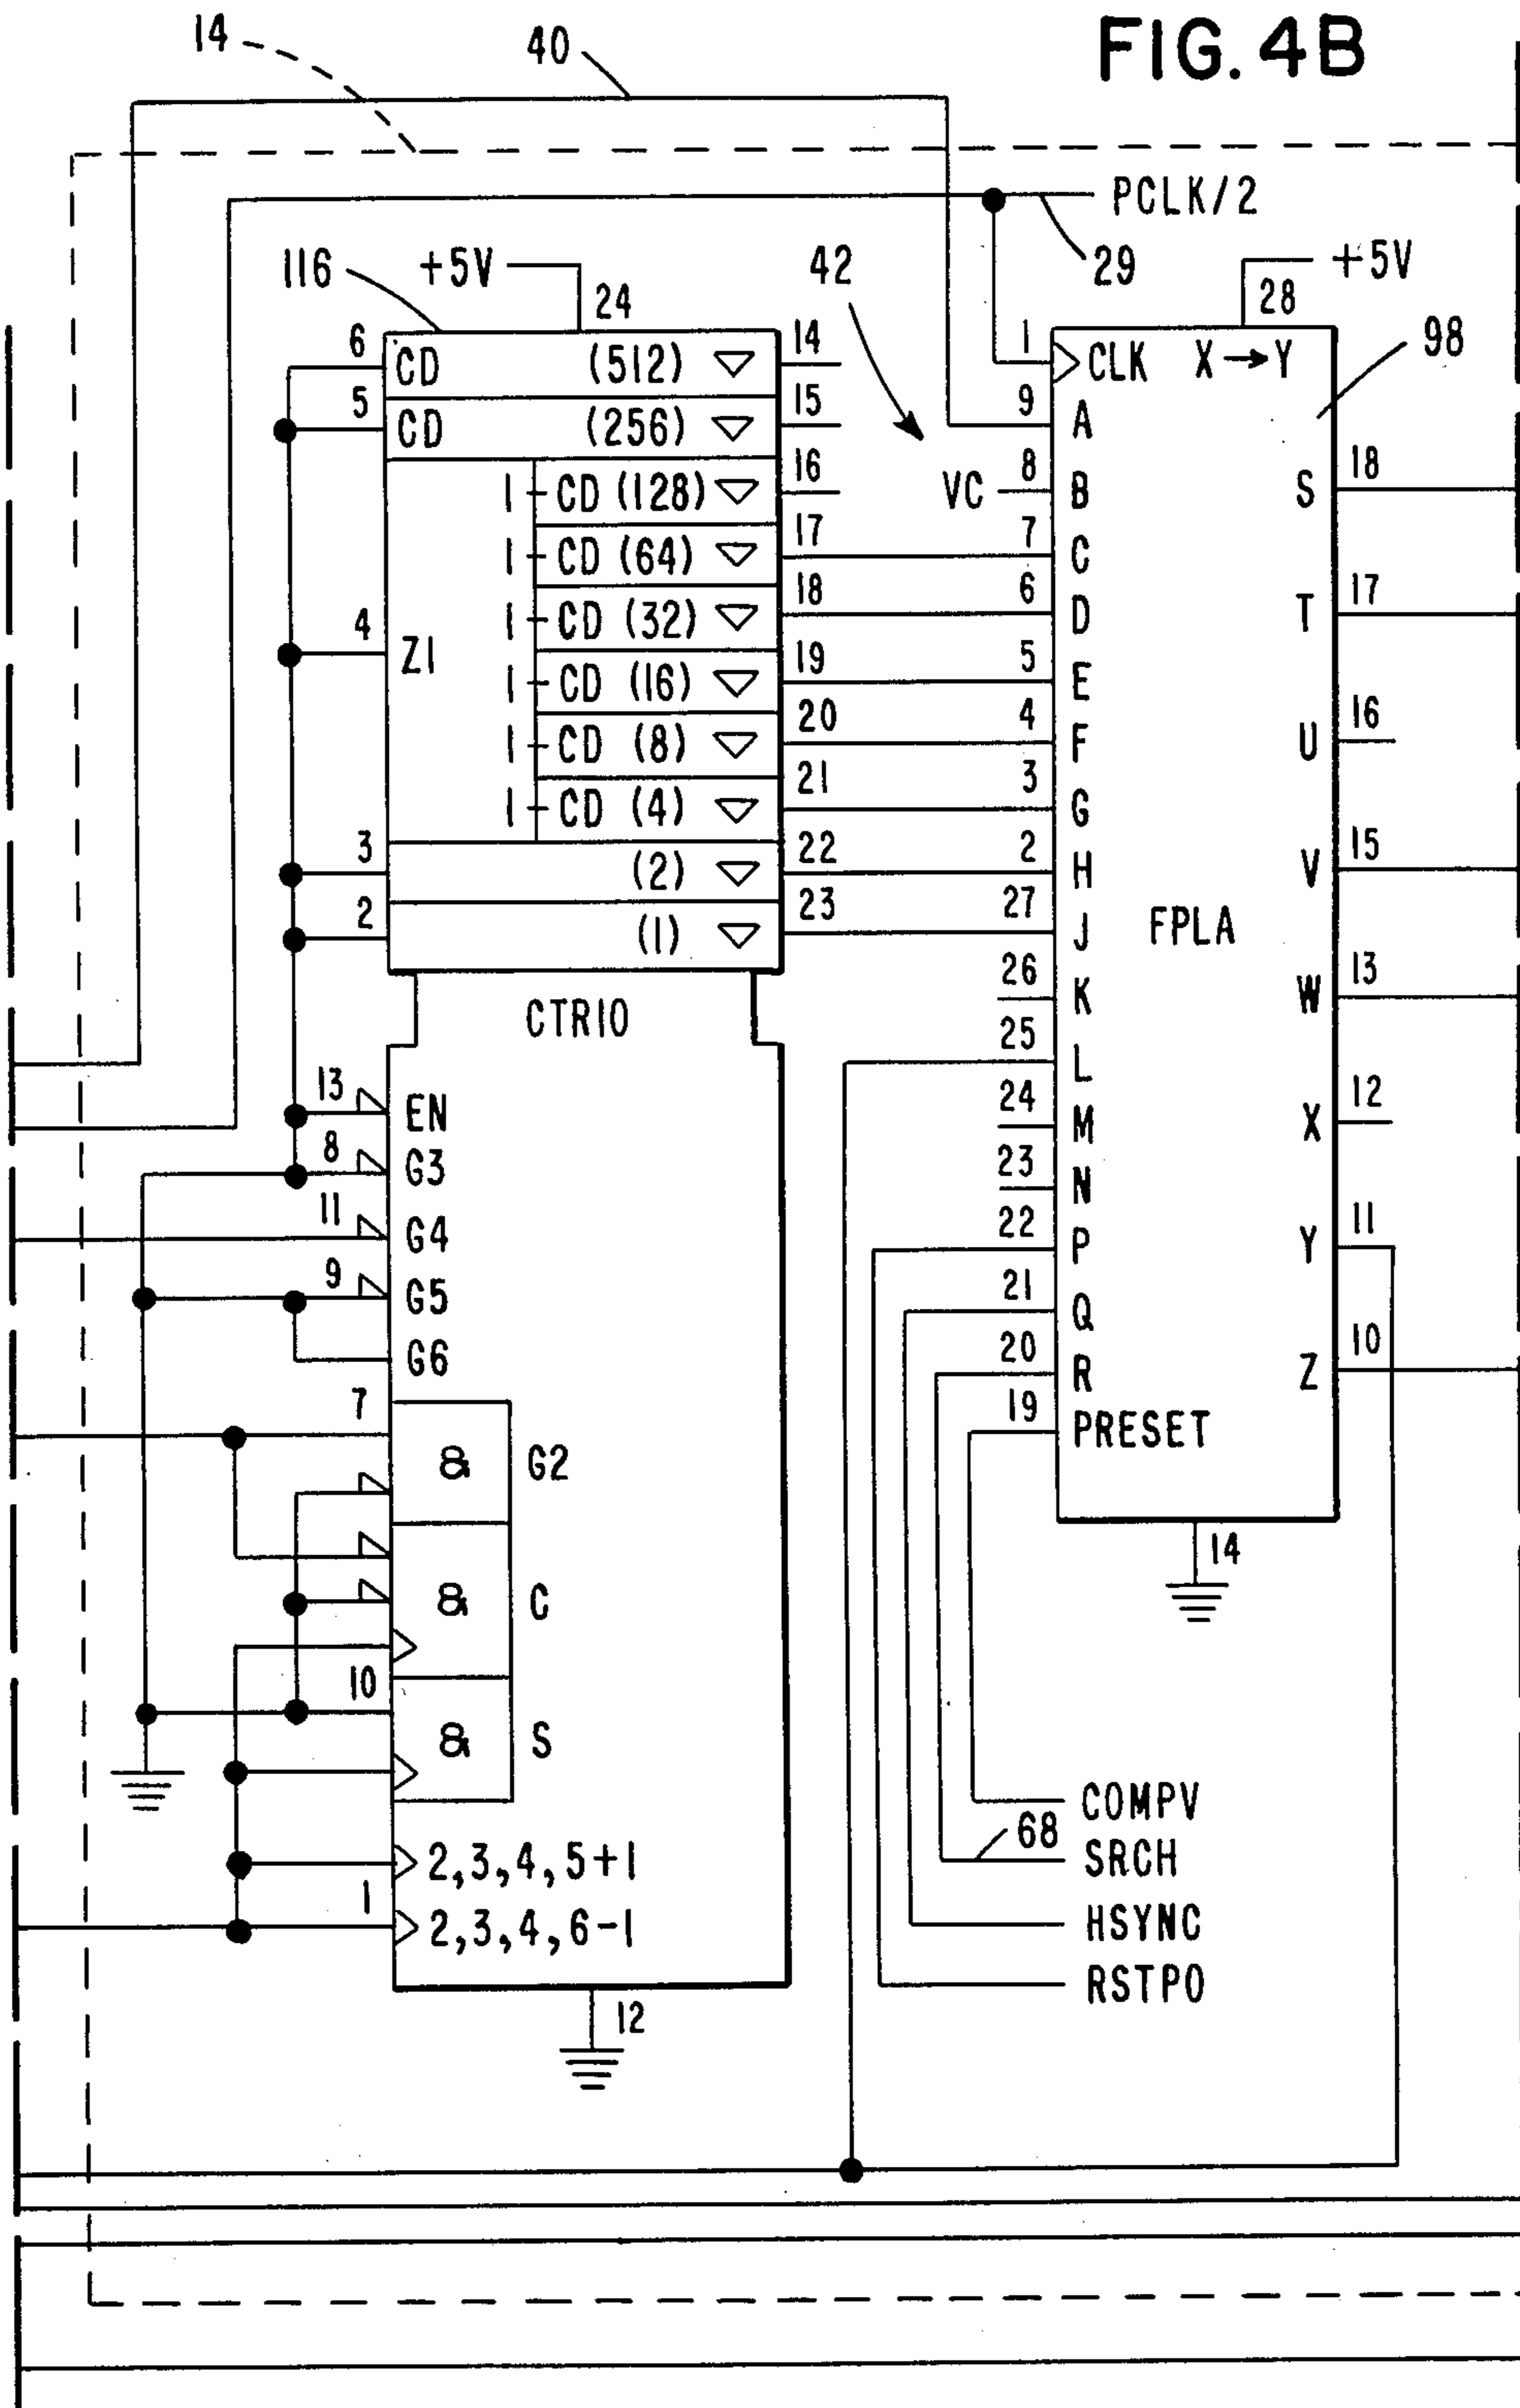 FIG. 4B
14
40
PCLK/2
29
116
+5V
24
42
+5V
28
98
6
CD
(512)
14
5
CD
(256)
15
1
CD (128)
16
1
CD (64)
17
4
Z1
1
CD (32)
18
1
CD (16)
19
1
CD (8)
20
1
CD (4)
21
3
(2)
22
2
(1)
23
CTR10
13
EN
8
G3
11
G4
9
G5
G6
7
&
G2
&
C
10
&
S
2,3,4,5+1
1
2,3,4,6-1
12
1
CLK
X→Y
9
A
VC
8
B
7
C
6
D
5
E
4
F
3
G
2
H
27
J
FPLA
26
K
25
L
24
M
23
N
22
P
21
Q
20
R
19
PRESET
S
18
T
17
U
16
V
15
W
13
X
12
Y
11
Z
10
14
COMPV
68
SRCH
HSYNC
RSTPO